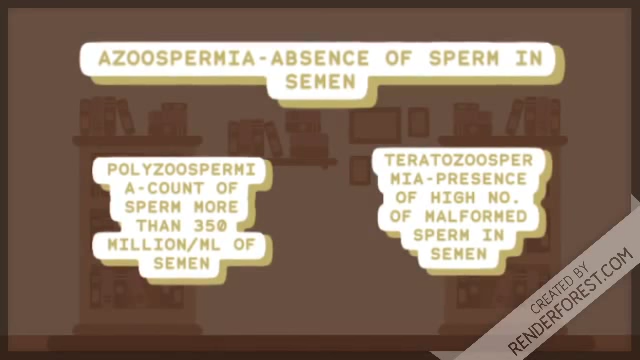 AZOOSPERMIA-ABSENCE OF SPERM IN
SEMEN
POLYZOOSPERMI
A-COUNT OF
SPERM MORE
THAN 350
MILLION/ML OF
SEMEN
TERATOZOOSPER
MIA-PRESENCE
OF HIGH NO.
OF MALFORMED
SPERM IN
SEMEN
CREATED BY
RENDERFOREST.COM